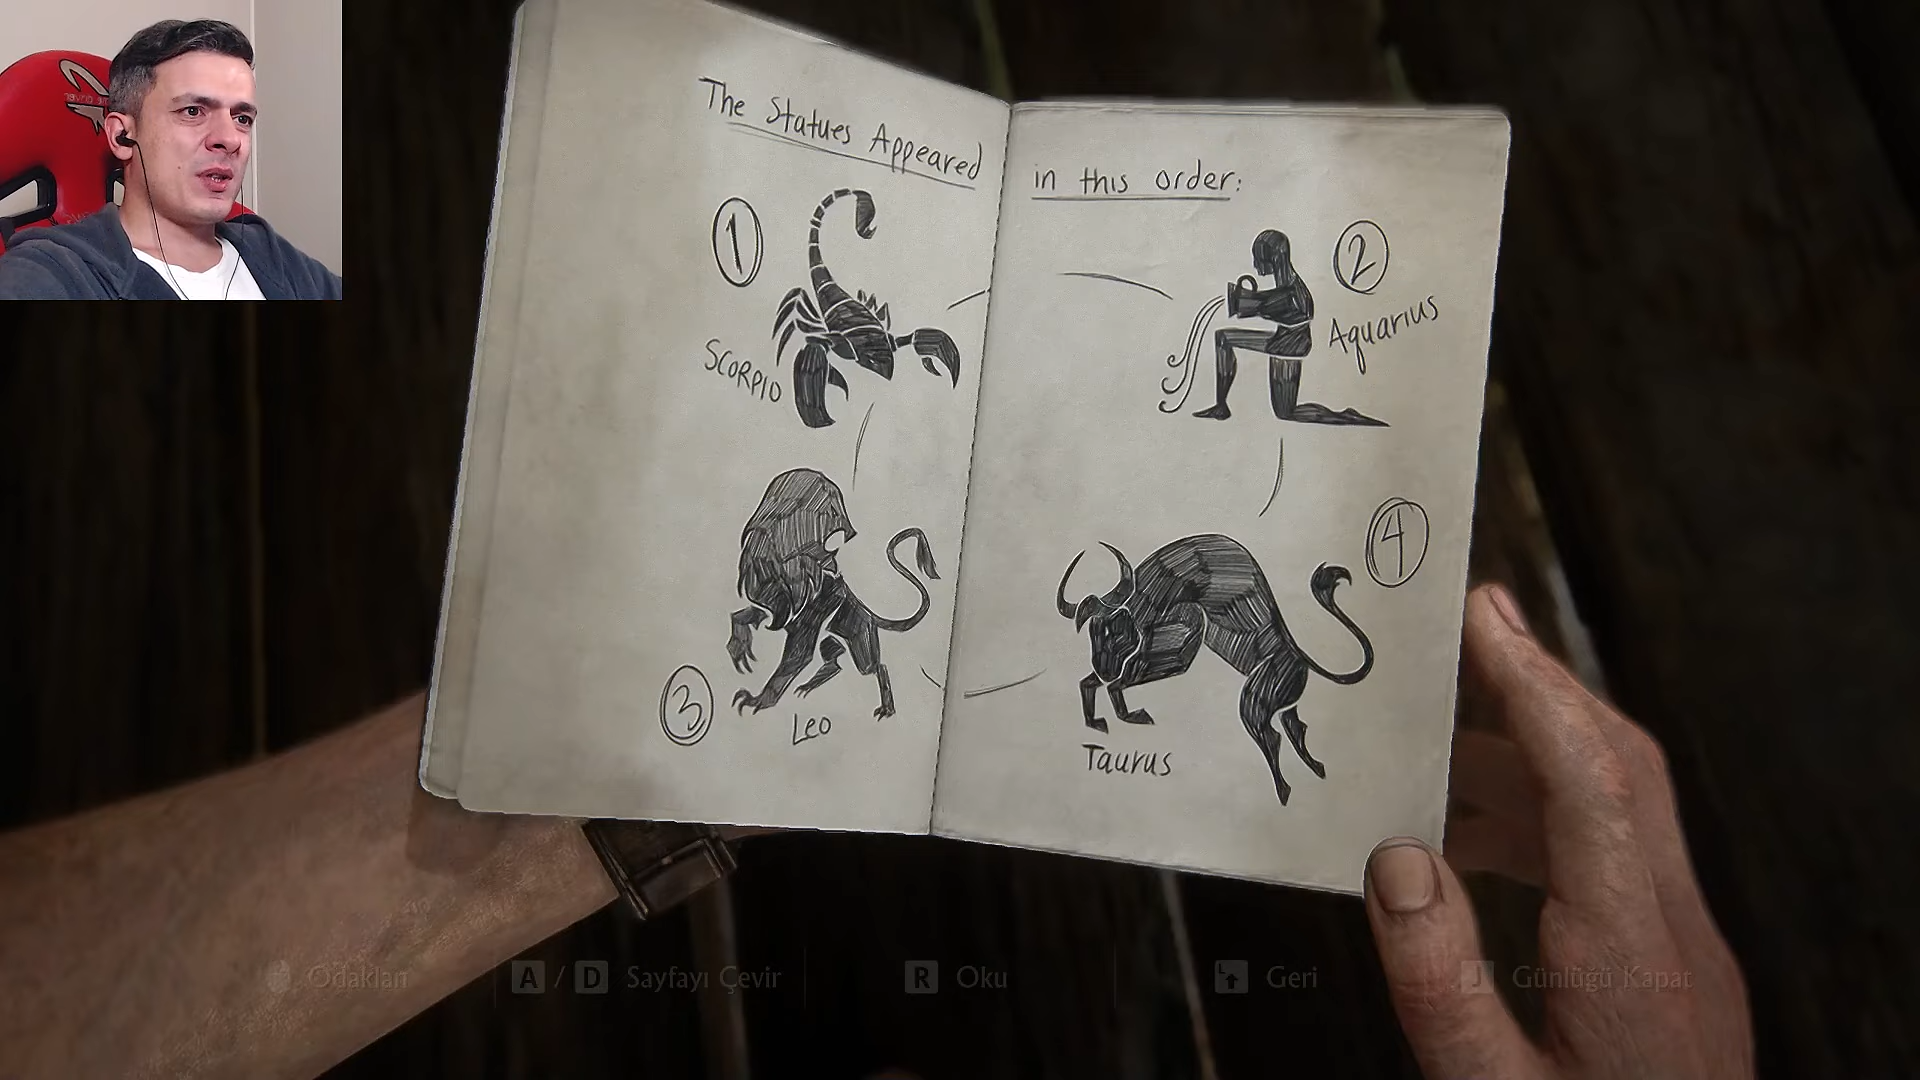 The Statues Appeared
in this order:
1
2
Scorpio
Aquarius
3
4
Leo
Taurus
Odaklan
A / D Sayfayı Çevir
R Oku
Geri
J Günlüğü Kapat